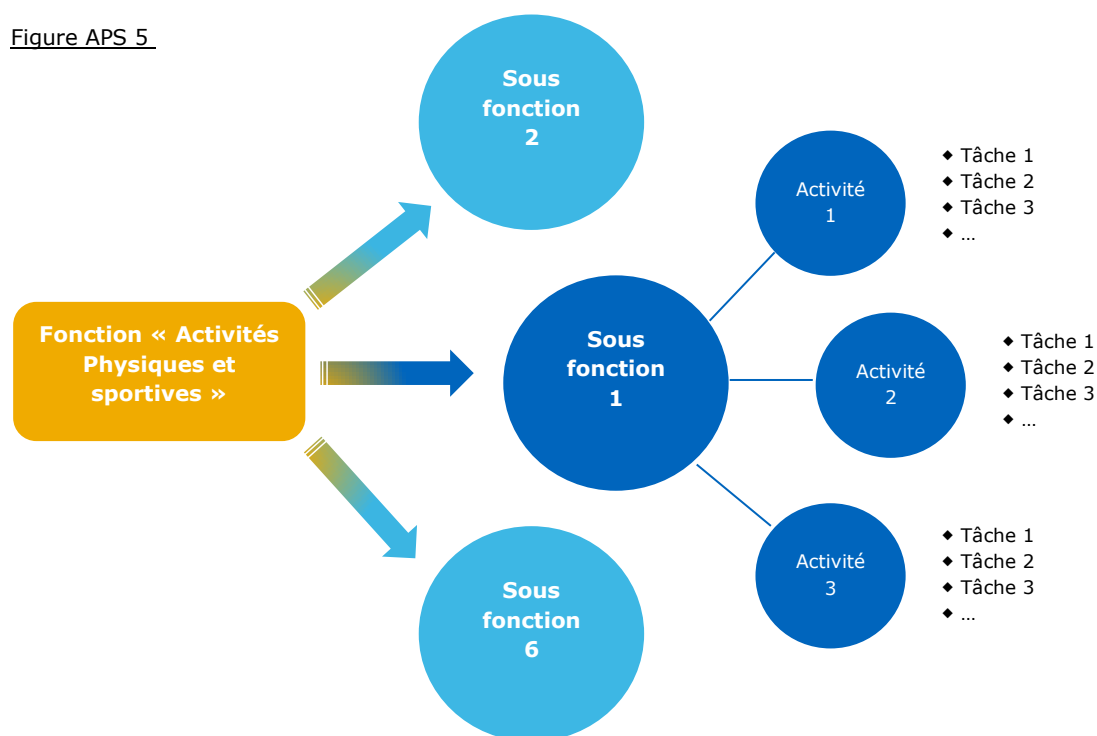 Figure APS 5
Sous
fonction
2
Activité
1
◆ Tâche 1
◆ Tâche 2
◆ Tâche 3
◆ ...
Fonction « Activités
Physiques et
sportives »
Sous
fonction
1
Activité
2
◆ Tâche 1
◆ Tâche 2
◆ Tâche 3
◆ ...
Sous
fonction
6
Activité
3
◆ Tâche 1
◆ Tâche 2
◆ Tâche 3
◆ ...